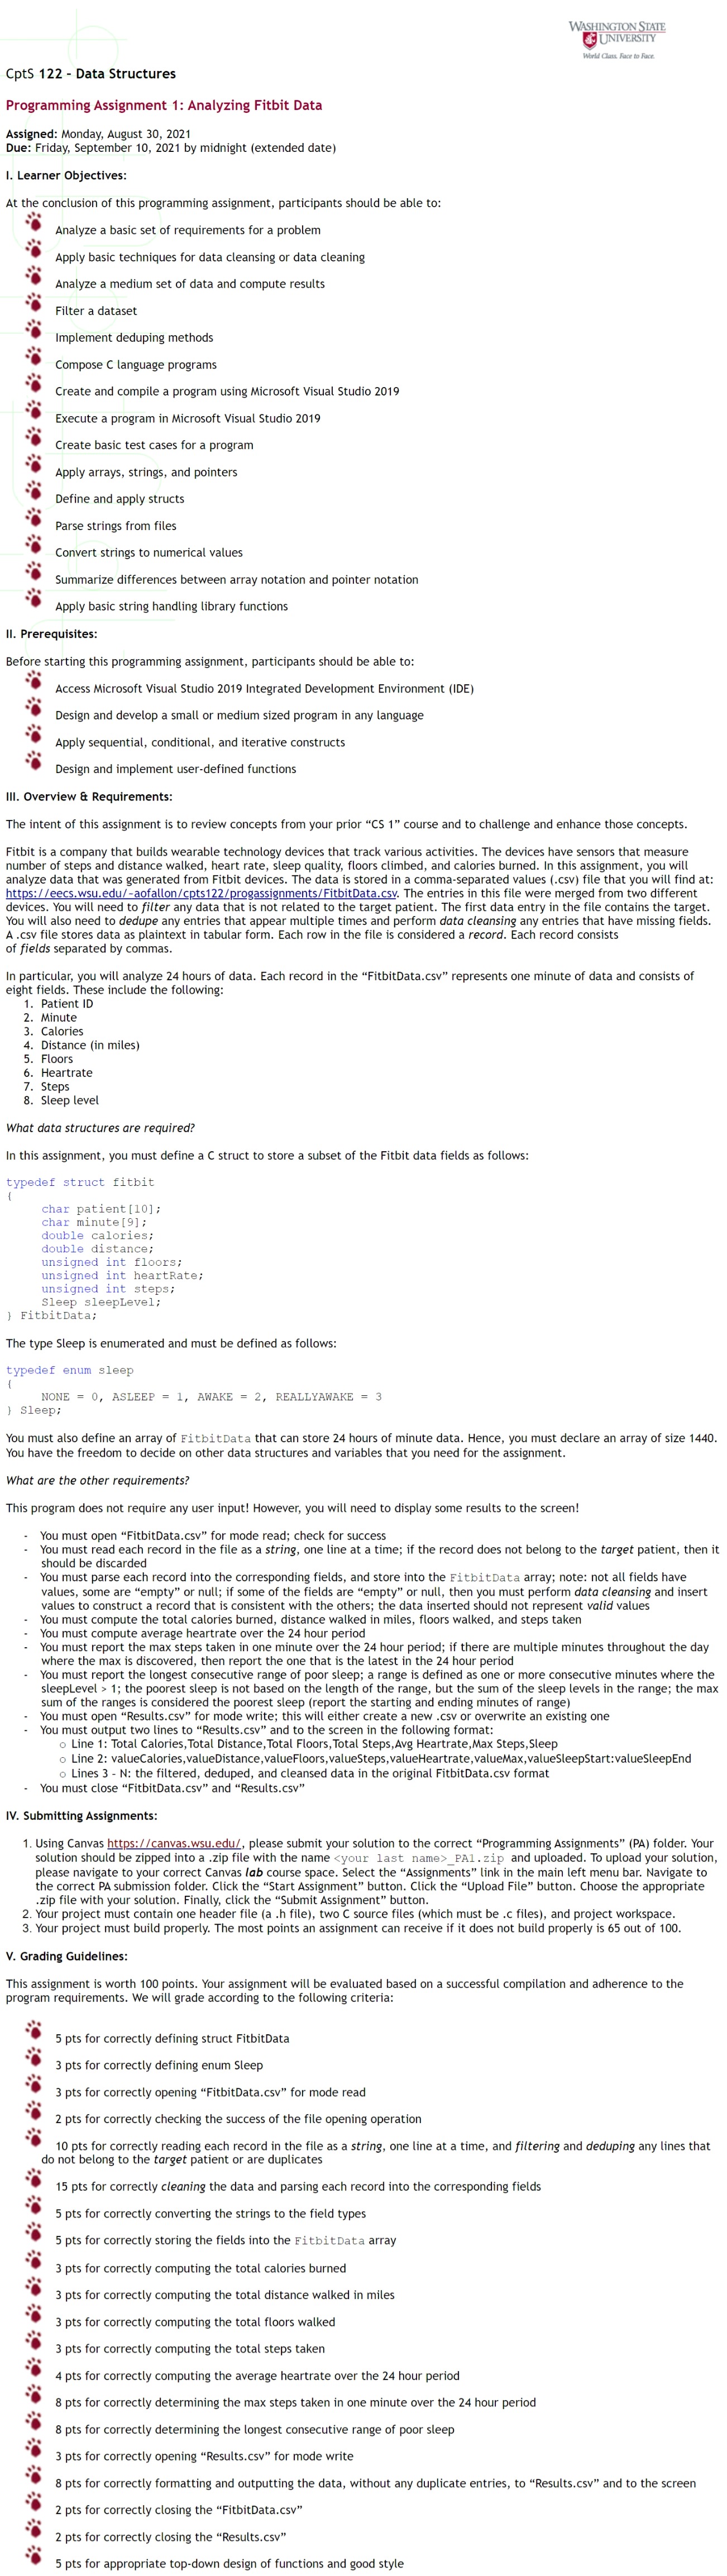 WASHINGTON STATE
UNIVERSITY
World Class. Face to Face.
CptS 122 – Data Structures
Programming Assignment 1: Analyzing Fitbit Data
Assigned: Monday, August 30, 2021
Due: Friday, September 10, 2021 by midnight (extended date)
I. Learner Objectives:
At the conclusion of this programming assignment, participants should be able to:
Analyze a basic set of requirements for a problem
Apply basic techniques for data cleansing or data cleaning
Analyze a medium set of data and compute results
Filter a dataset
Implement deduping methods
Compose C language programs
Create and compile a program using Microsoft Visual Studio 2019
Execute a program in Microsoft Visual Studio 2019
Create basic test cases for a program
Apply arrays, strings, and pointers
Define and apply structs
Parse strings from files
Convert strings to numerical values
Summarize differences between array notation and pointer notation
Apply basic string handling library functions
II. Prerequisites:
Before starting this programming assignment, participants should be able to:
Access Microsoft Visual Studio 2019 Integrated Development Environment (IDE)
Design and develop a small or medium sized program in any language
Apply sequential, conditional, and iterative constructs
Design and implement user-defined functions
III. Overview & Requirements:
The intent of this assignment is to review concepts from your prior “CS 1” course and to challenge and enhance those concepts.
Fitbit is a company that builds wearable technology devices that track various activities. The devices have sensors that measure
number of steps and distance walked, heart rate, sleep quality, floors climbed, and calories burned. In this assignment, you will
analyze data that was generated from Fitbit devices. The data is stored in a comma-separated values (.csv) file that you will find at:
https://eecs.wsu.edu/~aofallon/cpts122/progassignments/FitbitData.csv. The entries in this file were merged from two different
devices. You will need to filter any data that is not related to the target patient. The first data entry in the file contains the target.
You will also need to dedupe any entries that appear multiple times and perform data cleansing any entries that have missing fields.
A .csv file stores data as plaintext in tabular form. Each row in the file is considered a record. Each record consists
of fields separated by commas.
In particular, you will analyze 24 hours of data. Each record in the “FitbitData.csv” represents one minute of data and consists of
eight fields. These include the following:
1. Patient ID
2. Minute
3. Calories
4. Distance (in miles)
5. Floors
6. Heartrate
7. Steps
8. Sleep level
What data structures are required?
In this assignment, you must define a C struct to store a subset of the Fitbit data fields as follows:
typedef struct fitbit
{
char patient[10];
char minute[9];
double calories;
double distance;
unsigned int floors;
unsigned int heartRate;
unsigned int steps;
Sleep sleepLevel;
} FitbitData;
The type Sleep is enumerated and must be defined as follows:
typedef enum sleep
{
NONE = 0, ASLEEP = 1, AWAKE = 2, REALLYAWAKE = 3
} Sleep;
You must also define an array of FitbitData that can store 24 hours of minute data. Hence, you must declare an array of size 1440.
You have the freedom to decide on other data structures and variables that you need for the assignment.
What are the other requirements?
This program does not require any user input! However, you will need to display some results to the screen!
- You must open “FitbitData.csv” for mode read; check for success
- You must read each record in the file as a string, one line at a time; if the record does not belong to the target patient, then it
should be discarded
- You must parse each record into the corresponding fields, and store into the FitbitData array; note: not all fields have
values, some are “empty” or null; if some of the fields are “empty” or null, then you must perform data cleansing and insert
values to construct a record that is consistent with the others; the data inserted should not represent valid values
- You must compute the total calories burned, distance walked in miles, floors walked, and steps taken
- You must compute average heartrate over the 24 hour period
- You must report the max steps taken in one minute over the 24 hour period; if there are multiple minutes throughout the day
where the max is discovered, then report the one that is the latest in the 24 hour period
- You must report the longest consecutive range of poor sleep; a range is defined as one or more consecutive minutes where the
sleepLevel > 1; the poorest sleep is not based on the length of the range, but the sum of the sleep levels in the range; the max
sum of the ranges is considered the poorest sleep (report the starting and ending minutes of range)
- You must open “Results.csv” for mode write; this will either create a new .csv or overwrite an existing one
- You must output two lines to “Results.csv” and to the screen in the following format:
o Line 1: Total Calories,Total Distance,Total Floors,Total Steps,Avg Heartrate,Max Steps,Sleep
o Line 2: valueCalories,valueDistance,valueFloors,valueSteps,valueHeartrate,valueMax,valueSleepStart:valueSleepEnd
o Lines 3 – N: the filtered, deduped, and cleansed data in the original FitbitData.csv format
- You must close “FitbitData.csv” and “Results.csv”
IV. Submitting Assignments:
1. Using Canvas https://canvas.wsu.edu/, please submit your solution to the correct “Programming Assignments” (PA) folder. Your
solution should be zipped into a .zip file with the name <your last name>_PA1.zip and uploaded. To upload your solution,
please navigate to your correct Canvas lab course space. Select the “Assignments” link in the main left menu bar. Navigate to
the correct PA submission folder. Click the “Start Assignment” button. Click the “Upload File” button. Choose the appropriate
.zip file with your solution. Finally, click the “Submit Assignment” button.
2. Your project must contain one header file (a .h file), two C source files (which must be .c files), and project workspace.
3. Your project must build properly. The most points an assignment can receive if it does not build properly is 65 out of 100.
V. Grading Guidelines:
This assignment is worth 100 points. Your assignment will be evaluated based on a successful compilation and adherence to the
program requirements. We will grade according to the following criteria:
5 pts for correctly defining struct FitbitData
3 pts for correctly defining enum Sleep
3 pts for correctly opening “FitbitData.csv” for mode read
2 pts for correctly checking the success of the file opening operation
10 pts for correctly reading each record in the file as a string, one line at a time, and filtering and deduping any lines that
do not belong to the target patient or are duplicates
15 pts for correctly cleaning the data and parsing each record into the corresponding fields
5 pts for correctly converting the strings to the field types
5 pts for correctly storing the fields into the FitbitData array
3 pts for correctly computing the total calories burned
3 pts for correctly computing the total distance walked in miles
3 pts for correctly computing the total floors walked
3 pts for correctly computing the total steps taken
4 pts for correctly computing the average heartrate over the 24 hour period
8 pts for correctly determining the max steps taken in one minute over the 24 hour period
8 pts for correctly determining the longest consecutive range of poor sleep
3 pts for correctly opening “Results.csv” for mode write
8 pts for correctly formatting and outputting the data, without any duplicate entries, to “Results.csv” and to the screen
2 pts for correctly closing the “FitbitData.csv”
2 pts for correctly closing the “Results.csv”
5 pts for appropriate top-down design of functions and good style